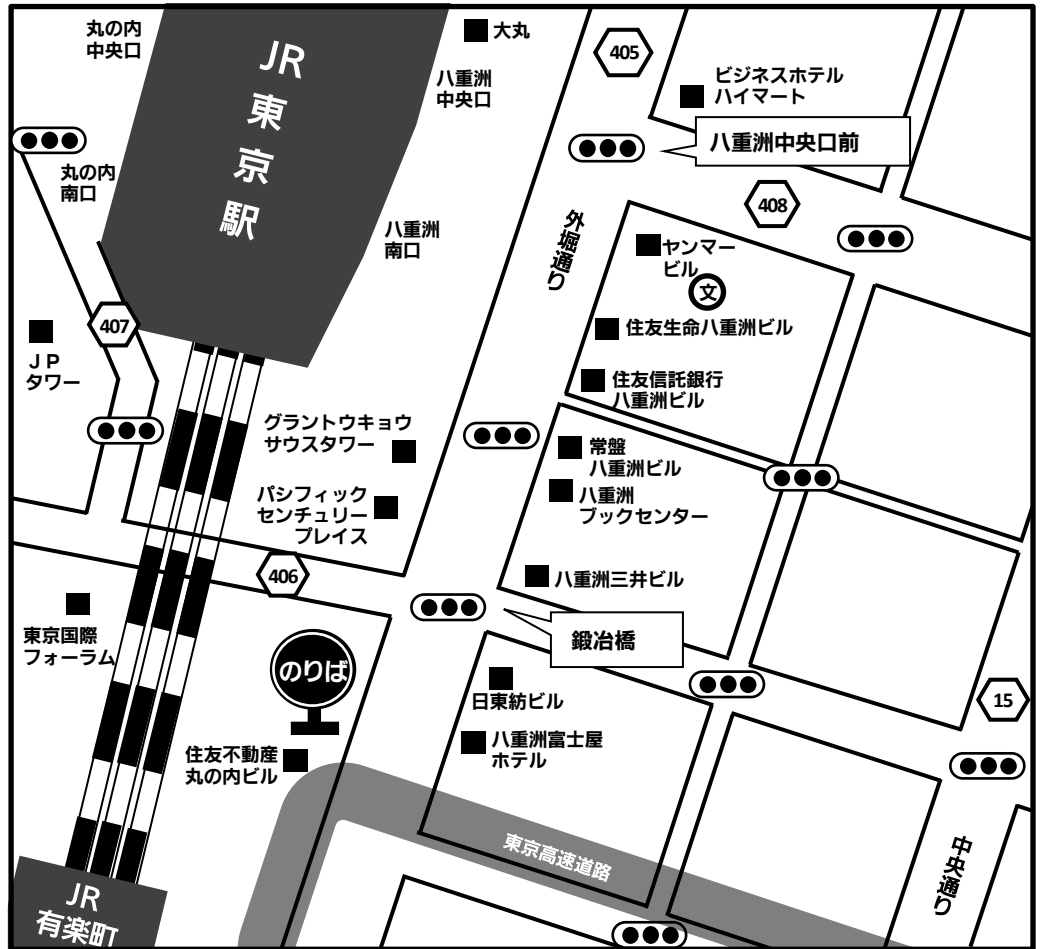 丸の内
中央口
JR
東
京
駅
大丸
八重洲
中央口
405
ビジネスホテル
ハイマート
八重洲中央口前
丸の内
南口
八重洲
南口
外堀通り
408
ヤンマー
ビル
文
住友生命八重洲ビル
407
JP
タワー
住友信託銀行
八重洲ビル
グラントウキョウ
サウスタワー
常盤
八重洲ビル
パシフィック
センチュリー
プレイス
八重洲
ブックセンター
406
八重洲三井ビル
東京国際
フォーラム
鍛冶橋
のりば
日東紡ビル
15
住友不動産
丸の内ビル
八重洲富士屋
ホテル
東京高速道路
中央通り
JR
有楽町